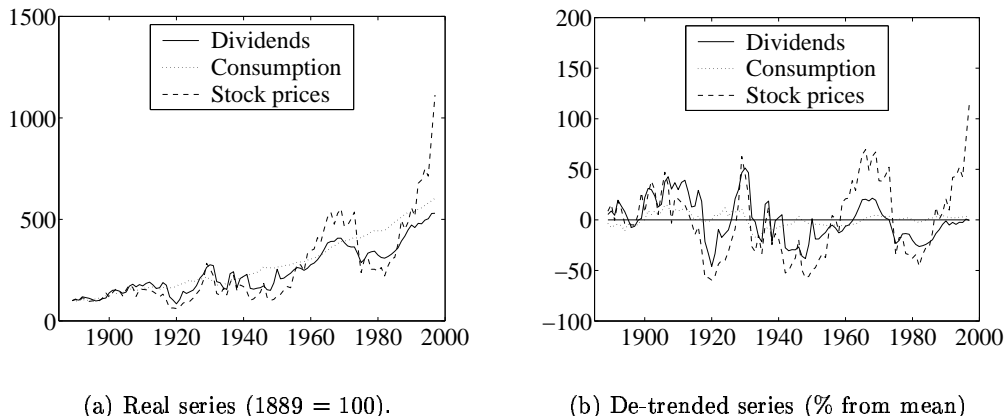 1500
1000
500
0
1900 1920 1940 1960 1980 2000
Dividends
Consumption
Stock prices
(a) Real series (1889 = 100).
200
150
100
50
0
−50
−100
1900 1920 1940 1960 1980 2000
Dividends
Consumption
Stock prices
(b) De-trended series (% from mean)